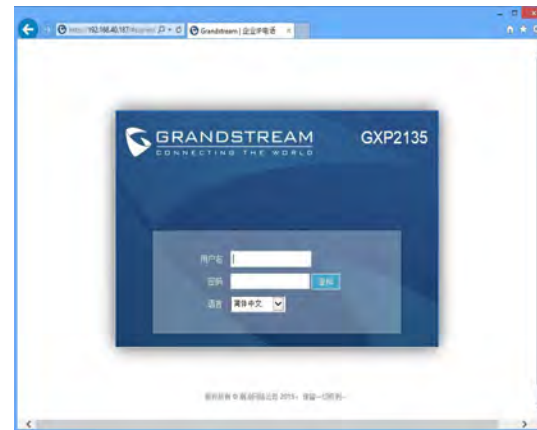 Grandstream | 企业IP电话
GRANDSTREAM
CONNECTING THE WORLD
GXP2135
用户名
密码
登陆
语言
简体中文